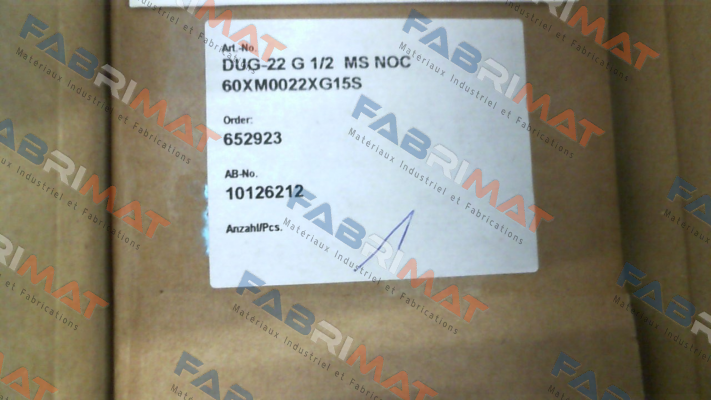 Art.-No.
DUG-22 G 1/2 MS NOC
60XM0022XG15S
Order:
652923
AB-No.
10126212
Anzahl/Pcs.
1
FABRIMAT
Materiaux Industriel et Fabrications